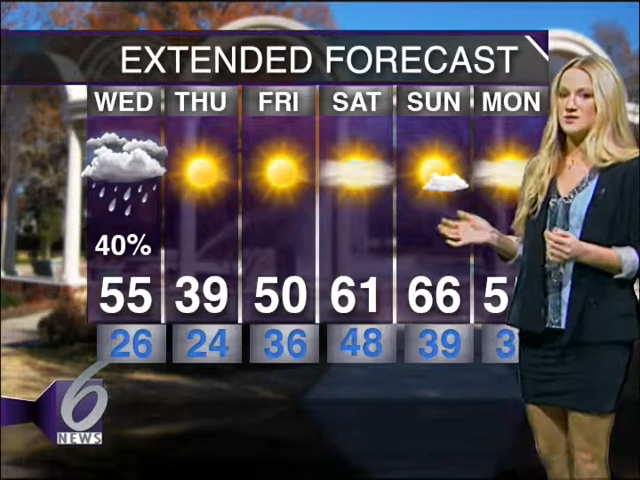 EXTENDED FORECAST
WED THU FRI SAT SUN MON
40%
55 39 50 61 66
26 24 36 48 39
6
NEWS